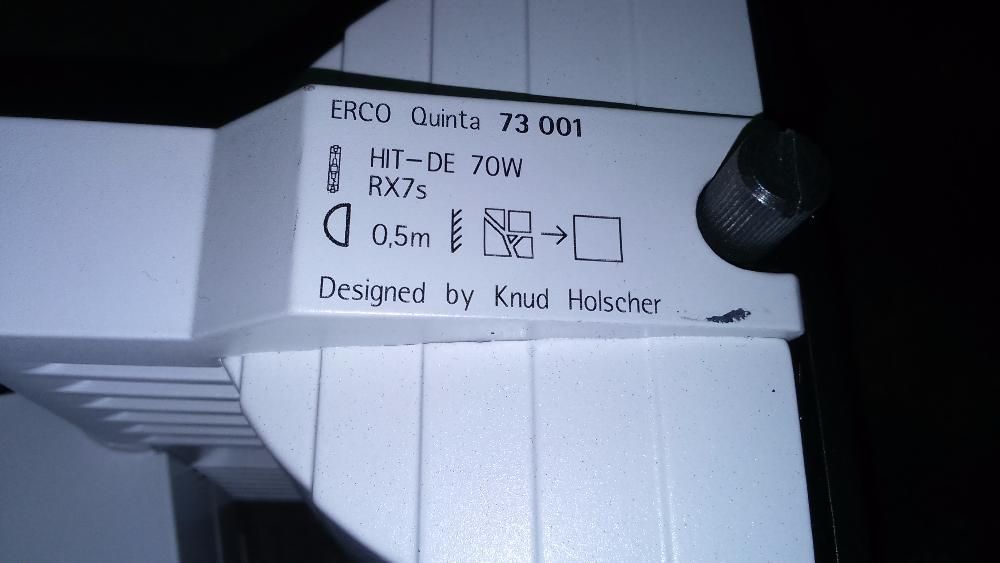 ERCO Quinta 73 001
HIT-DE 70W
RX7s
0,5m
Designed by Knud Holscher